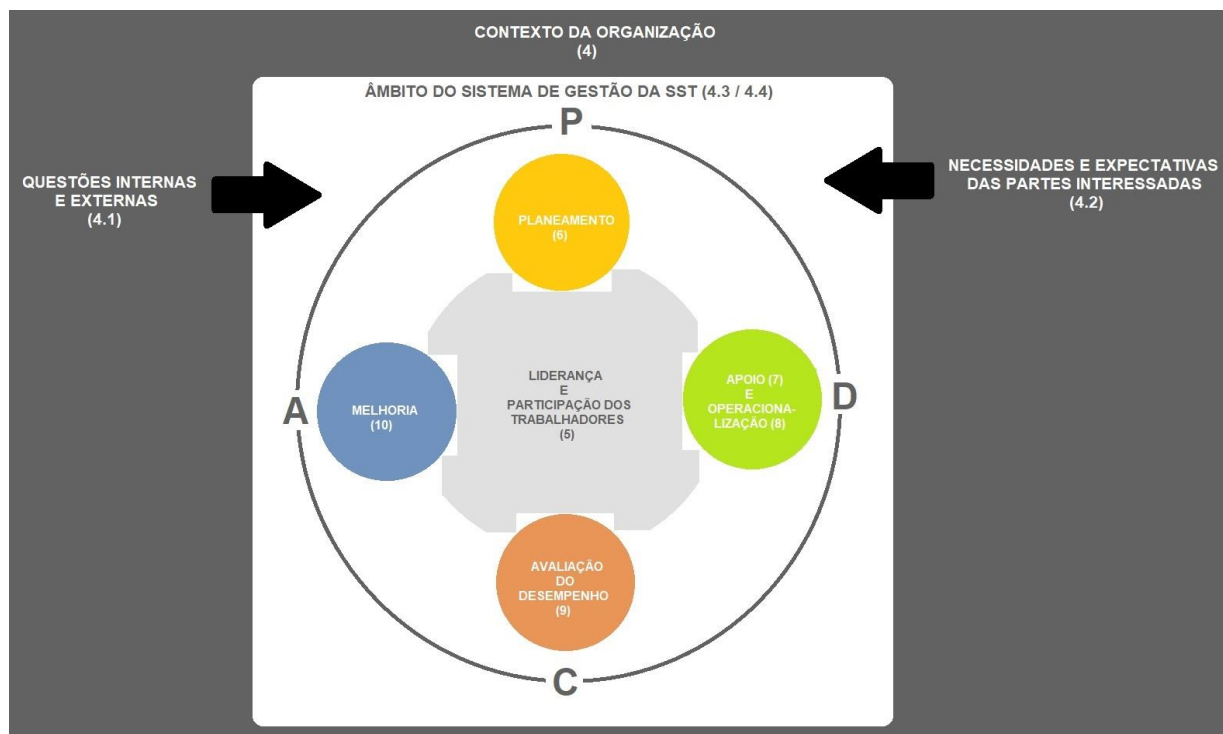 CONTEXTO DA ORGANIZAÇÃO
(4)
ÂMBITO DO SISTEMA DE GESTÃO DA SST (4.3 / 4.4)
P
QUESTÕES INTERNAS
E EXTERNAS
(4.1)
NECESSIDADES E EXPECTATIVAS
DAS PARTES INTERESSADAS
(4.2)
PLANEAMENTO
(6)
A
MELHORIA
(10)
LIDERANÇA
E
PARTICIPAÇÃO DOS
TRABALHADORES
(5)
APOIO (7)
E
OPERACIONA-
LIZAÇÃO (8)
D
AVALIAÇÃO
DO
DESEMPENHO
(9)
C